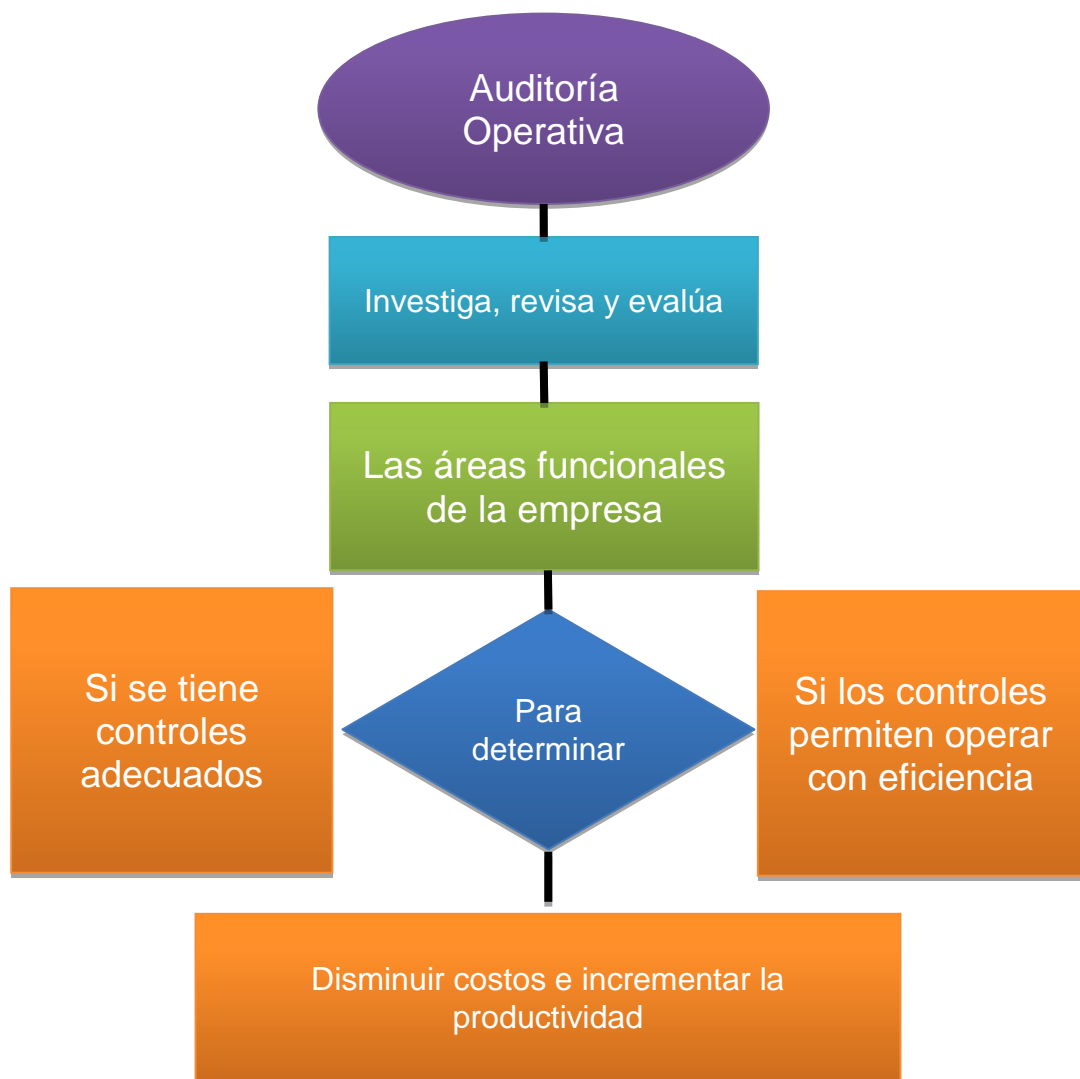 Auditoría
Operativa
Investiga, revisa y evalúa
Las áreas funcionales
de la empresa
Si se tiene
controles
adecuados
Para
determinar
Si los controles
permiten operar
con eficiencia
Disminuir costos e incrementar la
productividad